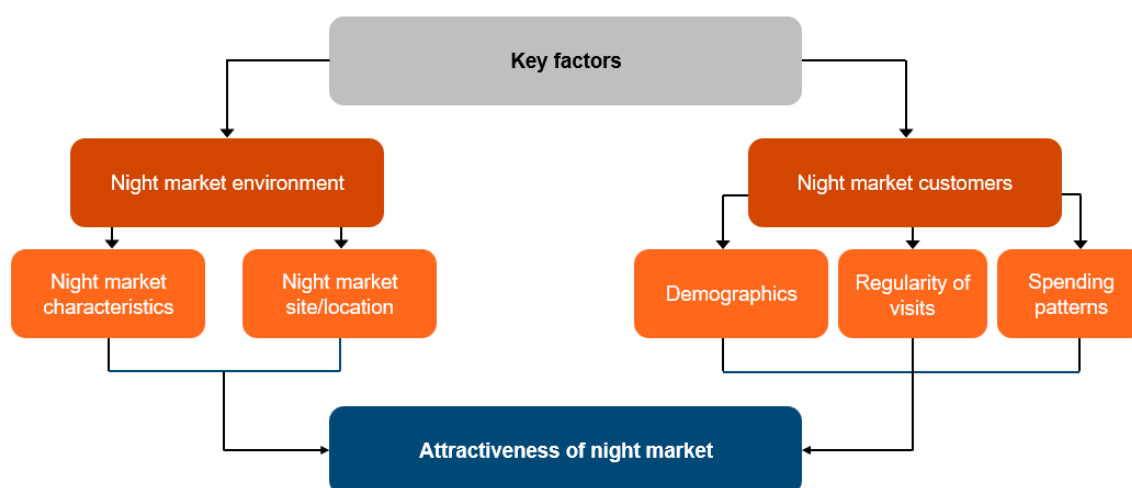 Key factors
Night market environment
Night market customers
Night market
characteristics
Night market
site/location
Demographics
Regularity of
visits
Spending
patterns
Attractiveness of night market